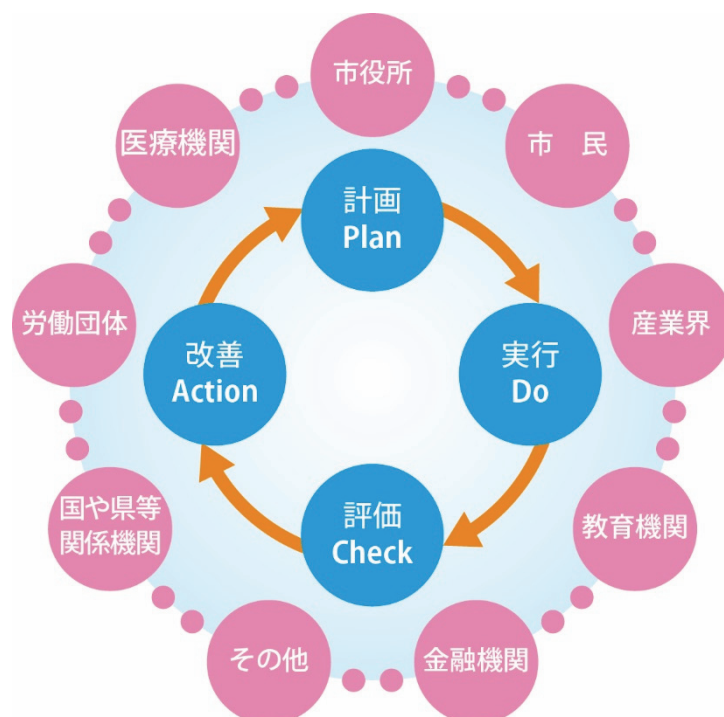 市役所
市　民
産業界
教育機関
金融機関
その他
国や県等
関係機関
労働団体
医療機関
計画
Plan
実行
Do
評価
Check
改善
Action